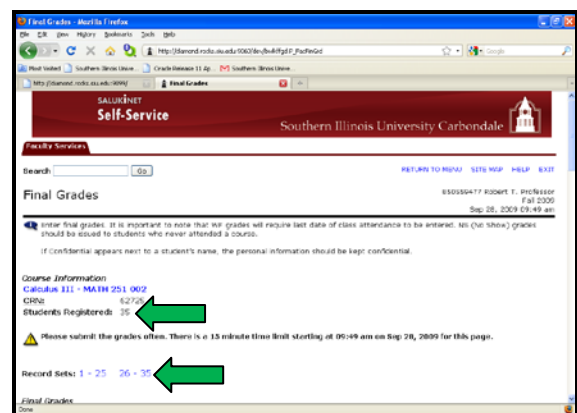 Final Grades - Mozilla Firefox
File Edit View History Bookmarks Tools Help
Google
Most Visited Southern Illinois Unive... Oracle Release 11 Ap... Southern Illinois Unive...
Final Grades
SALUKINET
Self-Service
Southern Illinois University Carbondale
Faculty Services
Search Go
RETURN TO MENU SITE MAP HELP EXIT
Final Grades
Robert T. Professor
Fall 2009
Sep 28, 2009 09:49 am
Enter final grades. It is important to note that WF grades will require last date of class attendance to be entered. NS (No Show) grades
should be issued to students who never attended a course.
If Confidential appears next to a student's name, the personal information should be kept confidential.
Course Information
Calculus III - MATH 251 002
CRN: 62725
Students Registered: 35
Please submit the grades often. There is a 15 minute time limit starting at 09:49 am on Sep 28, 2009 for this page.
Record Sets: 1 - 25 26 - 35
Final Grades
Done